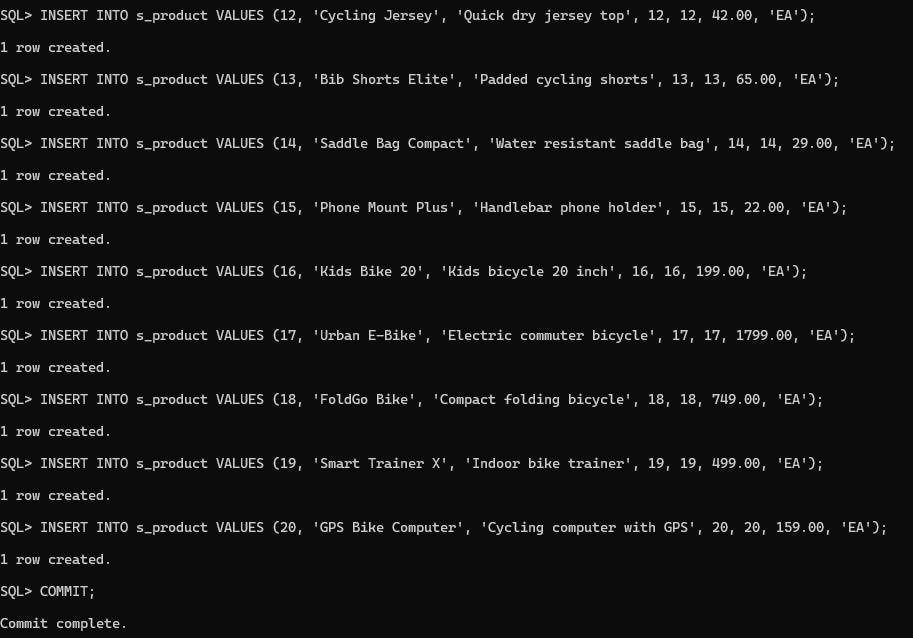 SQL> INSERT INTO s_product VALUES (12, 'Cycling Jersey', 'Quick dry jersey top', 12, 12, 42.00, 'EA');
1 row created.
SQL> INSERT INTO s_product VALUES (13, 'Bib Shorts Elite', 'Padded cycling shorts', 13, 13, 65.00, 'EA');
1 row created.
SQL> INSERT INTO s_product VALUES (14, 'Saddle Bag Compact', 'Water resistant saddle bag', 14, 14, 29.00, 'EA');
1 row created.
SQL> INSERT INTO s_product VALUES (15, 'Phone Mount Plus', 'Handlebar phone holder', 15, 15, 22.00, 'EA');
1 row created.
SQL> INSERT INTO s_product VALUES (16, 'Kids Bike 20', 'Kids bicycle 20 inch', 16, 16, 199.00, 'EA');
1 row created.
SQL> INSERT INTO s_product VALUES (17, 'Urban E-Bike', 'Electric commuter bicycle', 17, 17, 1799.00, 'EA');
1 row created.
SQL> INSERT INTO s_product VALUES (18, 'FoldGo Bike', 'Compact folding bicycle', 18, 18, 749.00, 'EA');
1 row created.
SQL> INSERT INTO s_product VALUES (19, 'Smart Trainer X', 'Indoor bike trainer', 19, 19, 499.00, 'EA');
1 row created.
SQL> INSERT INTO s_product VALUES (20, 'GPS Bike Computer', 'Cycling computer with GPS', 20, 20, 159.00, 'EA');
1 row created.
SQL> COMMIT;
Commit complete.